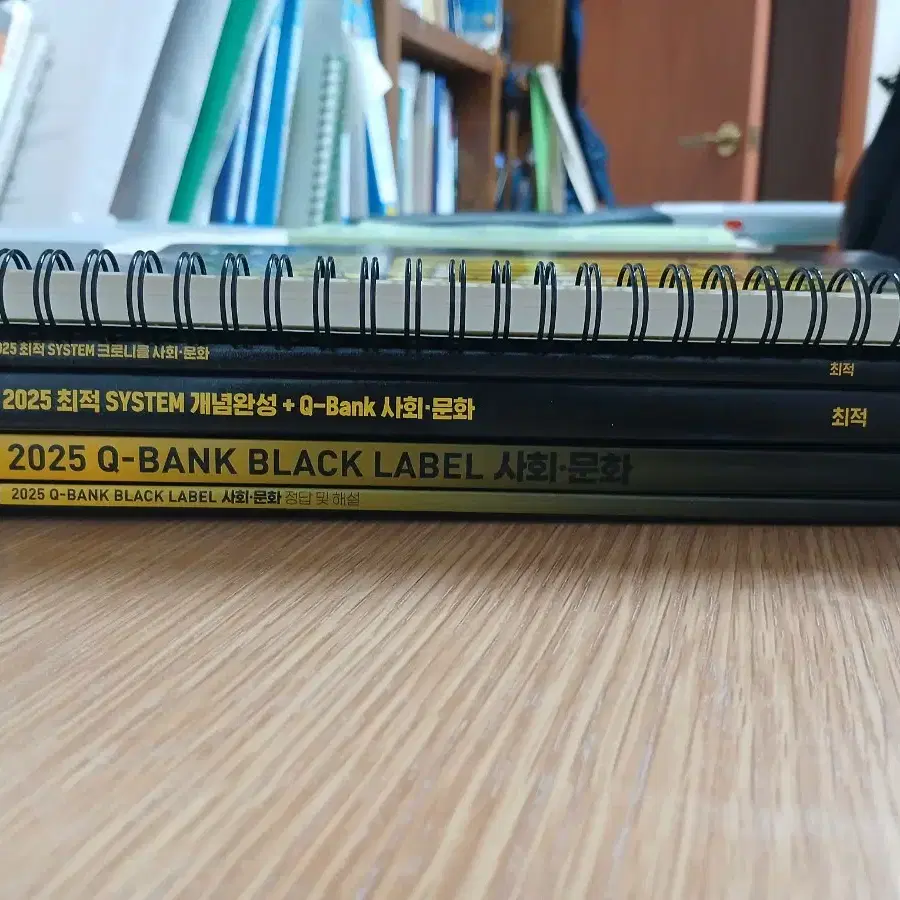 025 최적 SYSTEM 크로니클 사회·문화 최적
2025 최적 SYSTEM 개념완성 + Q-Bank 사회·문화 최적
2025 Q-BANK BLACK LABEL 사회·문화
2025 Q-BANK BLACK LABEL 사회·문화 정답 및 해설